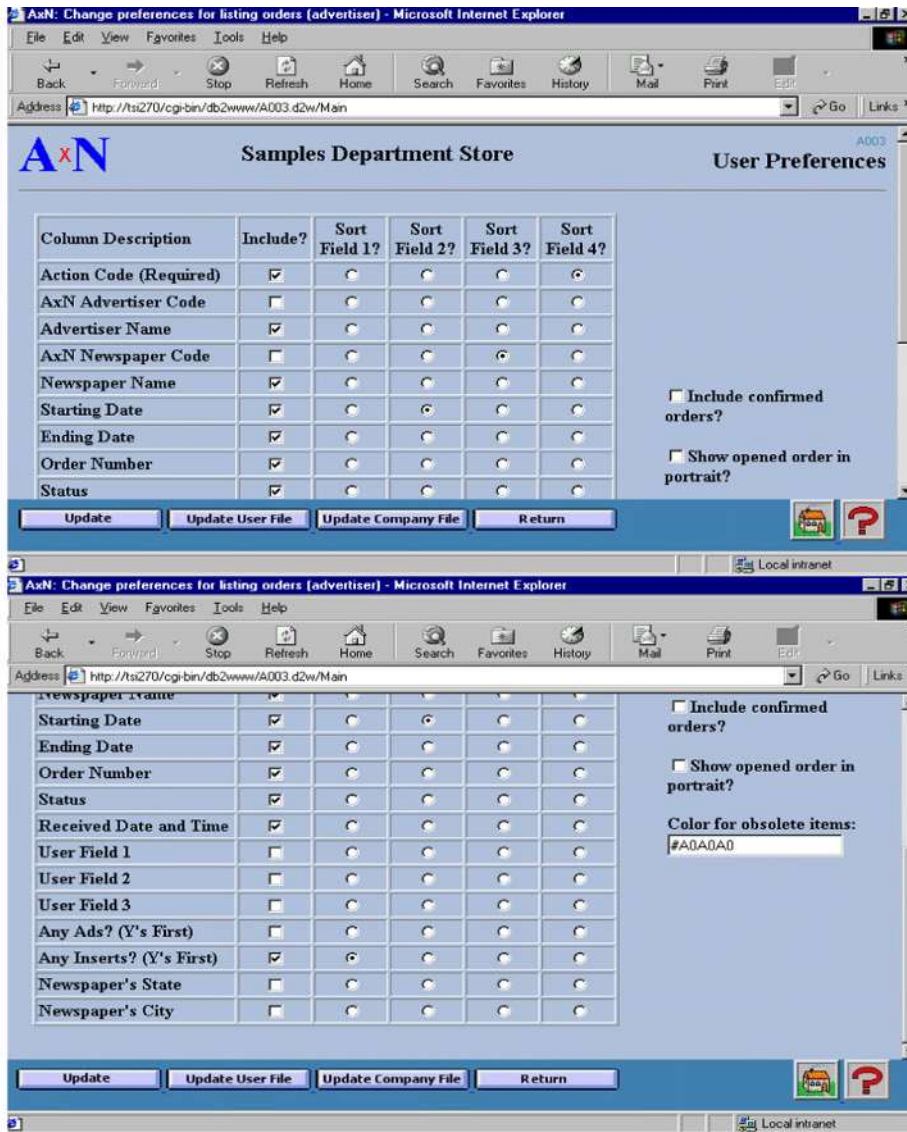 AxN: Change preferences for listing orders (advertiser) - Microsoft Internet Explorer
File Edit View Favorites Tools Help
Back Forward Stop Refresh Home Search Favorites History Mail Print Edit
Address http://tsi270/cgi-bin/db2www/A003.d2w/Main Go Links
A003
AxN Samples Department Store User Preferences
Column Description Include? Sort Field 1? Sort Field 2? Sort Field 3? Sort Field 4?
Action Code (Required)
AxN Advertiser Code
Advertiser Name
AxN Newspaper Code
Newspaper Name
Starting Date
Ending Date
Order Number
Status
Include confirmed
orders?
Show opened order in
portrait?
Update Update User File Update Company File Return
Local intranet
AxN: Change preferences for listing orders (advertiser) - Microsoft Internet Explorer
File Edit View Favorites Tools Help
Back Forward Stop Refresh Home Search Favorites History Mail Print Edit
Address http://tsi270/cgi-bin/db2www/A003.d2w/Main Go Links
Newspaper Name
Starting Date
Ending Date
Order Number
Status
Received Date and Time
User Field 1
User Field 2
User Field 3
Any Ads? (Y's First)
Any Inserts? (Y's First)
Newspaper's State
Newspaper's City
Include confirmed
orders?
Show opened order in
portrait?
Color for obsolete items:
#A0A0A0
Update Update User File Update Company File Return
Local intranet